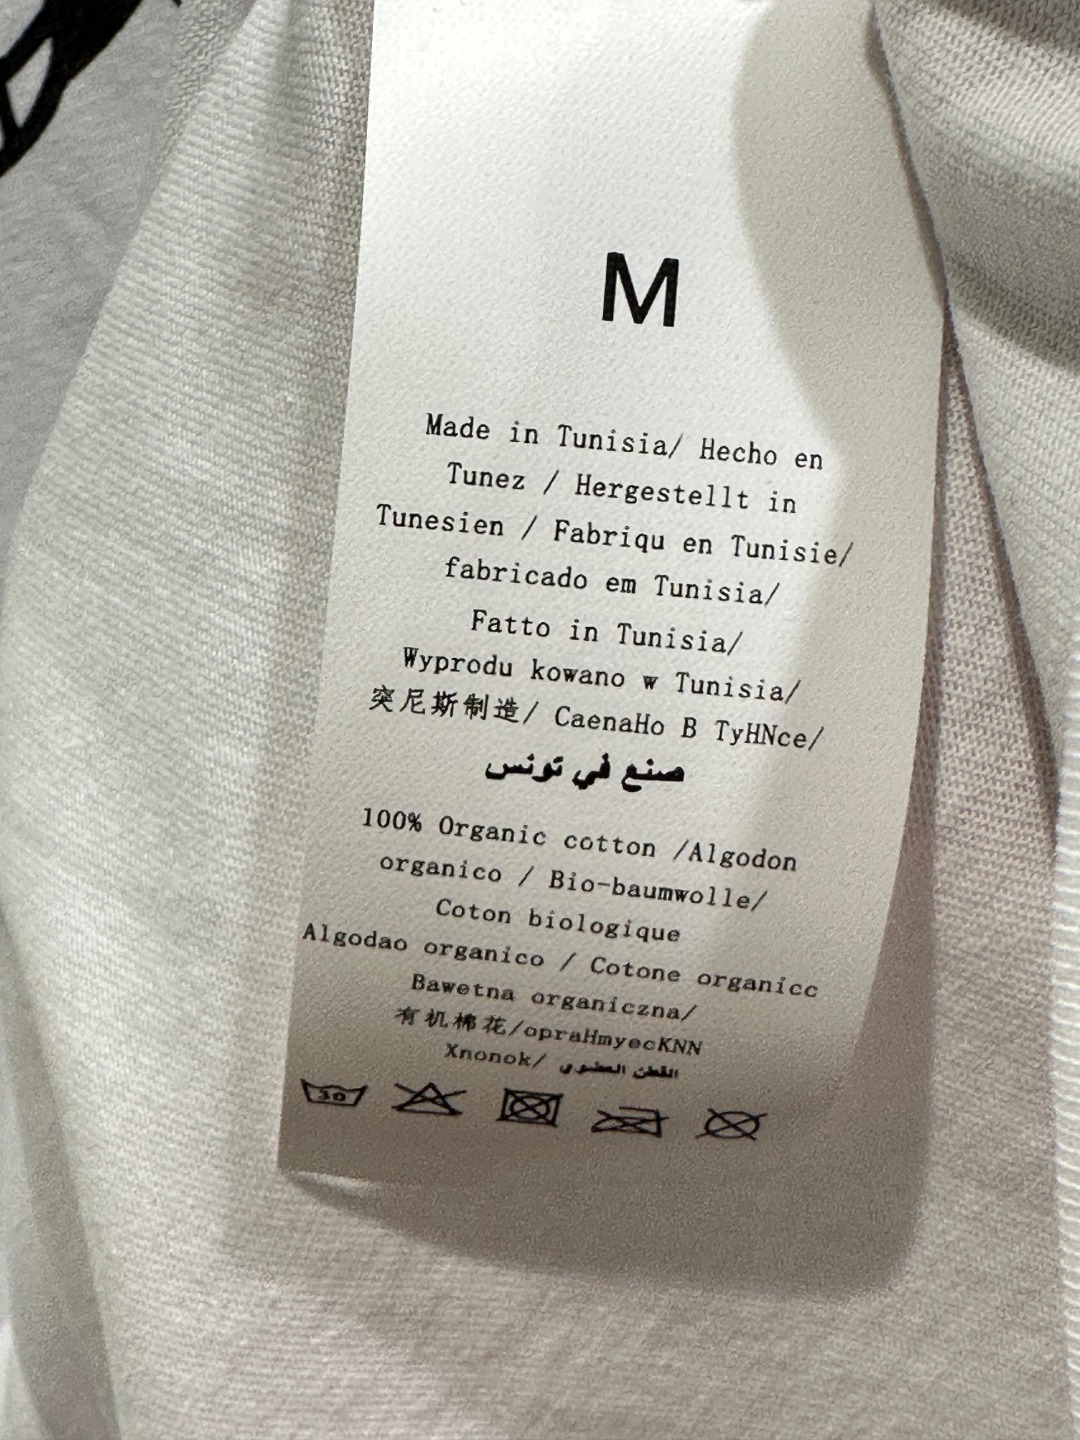 M
Made in Tunisia/ Hecho en
Tunez / Hergestellt in
Tunesien / Fabriqu en Tunisie/
fabricado em Tunisia/
Fatto in Tunisia/
Wyprodu kowano w Tunisia/
突尼斯制造/ CaenaHo B TyHNce/
صنع في تونس
100% Organic cotton /Algodon
organico / Bio-baumwolle/
Coton biologique
Algodao organico / Cotone organicc
Bawetna organiczna/
有机棉花/opraHmyecKNN
Xnonok/ القطن العضوي
30